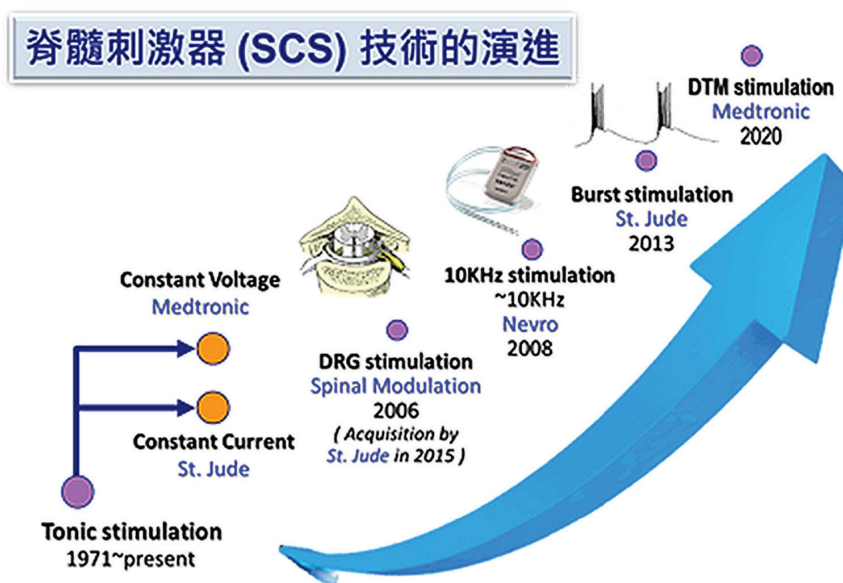 脊髓刺激器 (SCS) 技術的演進
DTM stimulation
Medtronic
2020
Burst stimulation
St. Jude
2013
10KHz stimulation
~10KHz
Nevro
2008
DRG stimulation
Spinal Modulation
2006
( Acquisition by
St. Jude in 2015 )
Constant Voltage
Medtronic
Constant Current
St. Jude
Tonic stimulation
1971~present